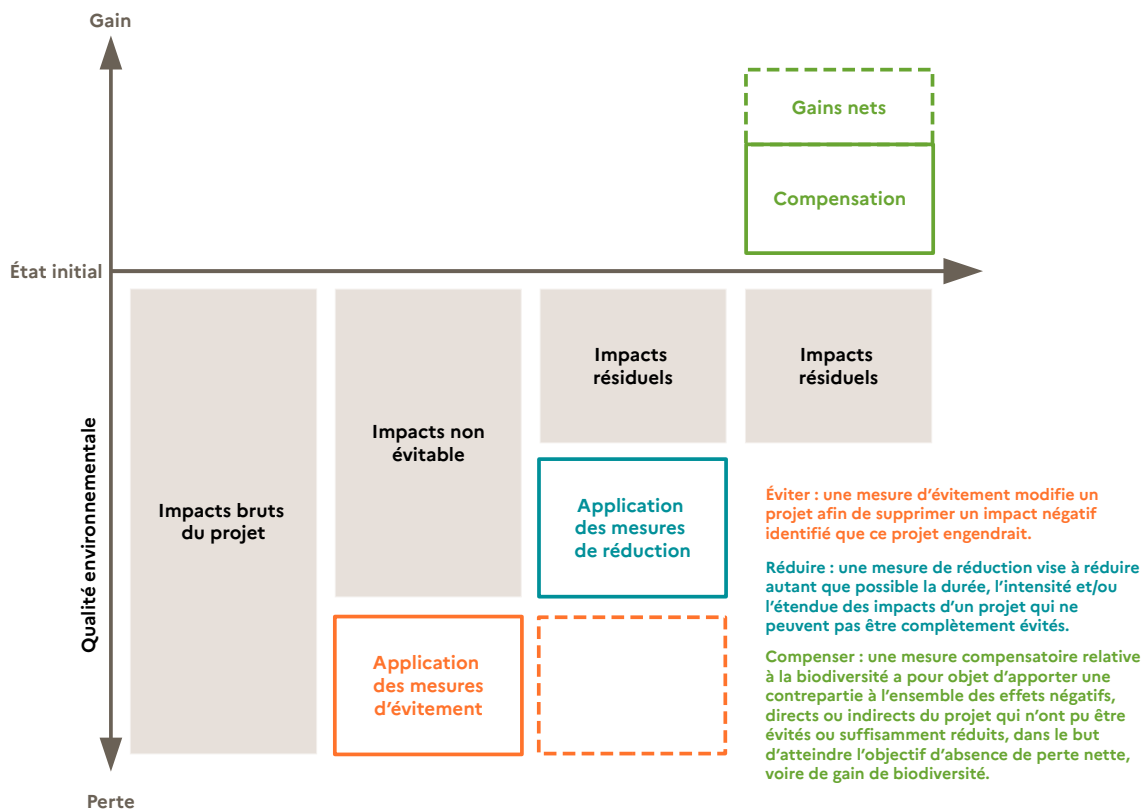 Gain
Gains nets
Compensation
État initial
Impacts
résiduels
Impacts
résiduels
Impacts non
évitable
Qualité environnementale
Impacts bruts
du projet
Application
des mesures
de réduction
Application
des mesures
d'évitement
Éviter : une mesure d'évitement modifie un
projet afin de supprimer un impact négatif
identifié que ce projet engendrait.
Réduire : une mesure de réduction vise à réduire
autant que possible la durée, l'intensité et/ou
l'étendue des impacts d'un projet qui ne
peuvent pas être complètement évités.
Compenser : une mesure compensatoire relative
à la biodiversité a pour objet d'apporter une
contrepartie à l'ensemble des effets négatifs,
directs ou indirects du projet qui n'ont pu être
évités ou suffisamment réduits, dans le but
d'atteindre l'objectif d'absence de perte nette,
voire de gain de biodiversité.
Perte